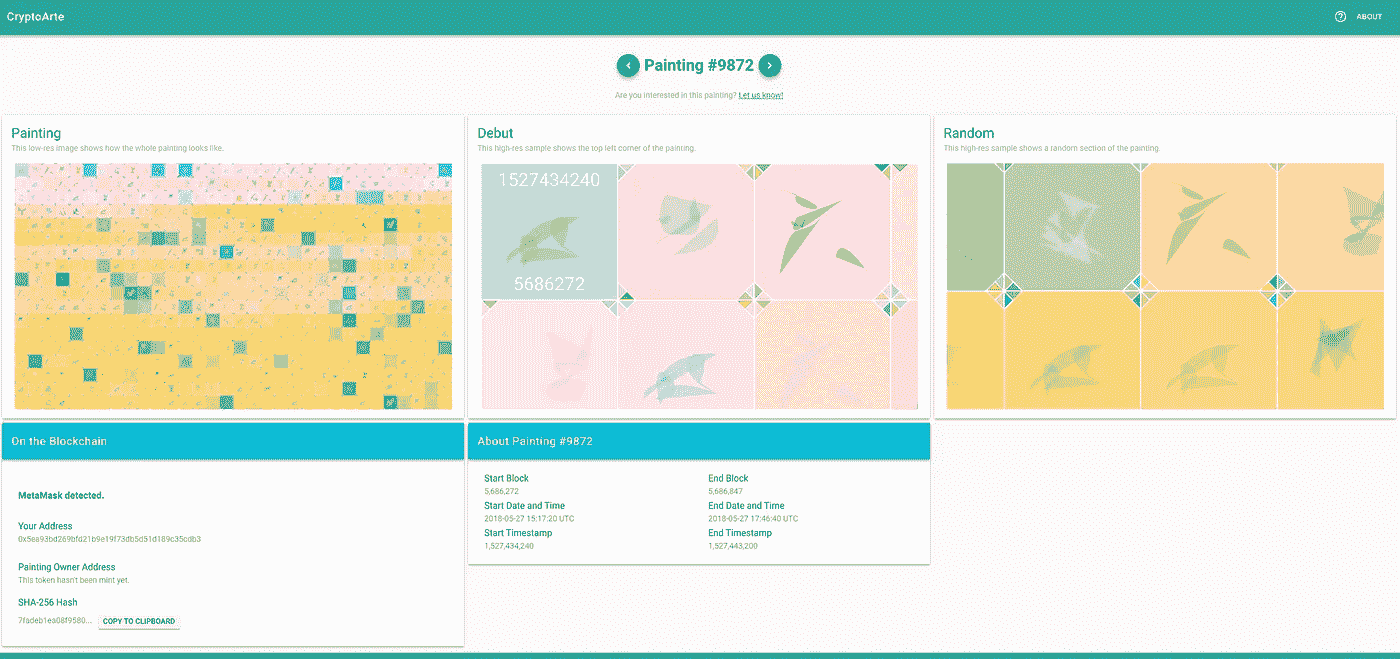 CryptoArte
ABOUT
Painting #9872
Are you interested in this painting? Let us know!
Painting
This low-res image shows how the whole painting looks like.
Debut
This high-res sample shows the top left corner of the painting.
1527434240
5686272
Random
This high-res sample shows a random section of the painting.
On the Blockchain
MetaMask detected.
Your Address
0x5ea93bd269bfd21b9e19f73db5d51d189c35cdb3
Painting Owner Address
This token hasn't been mint yet.
SHA-256 Hash
7fadeb1ea08f9580... COPY TO CLIPBOARD
About Painting #9872
Start Block
5,686,272
Start Date and Time
2018-05-27 15:17:20 UTC
Start Timestamp
1,527,434,240
End Block
5,686,847
End Date and Time
2018-05-27 17:46:40 UTC
End Timestamp
1,527,443,200